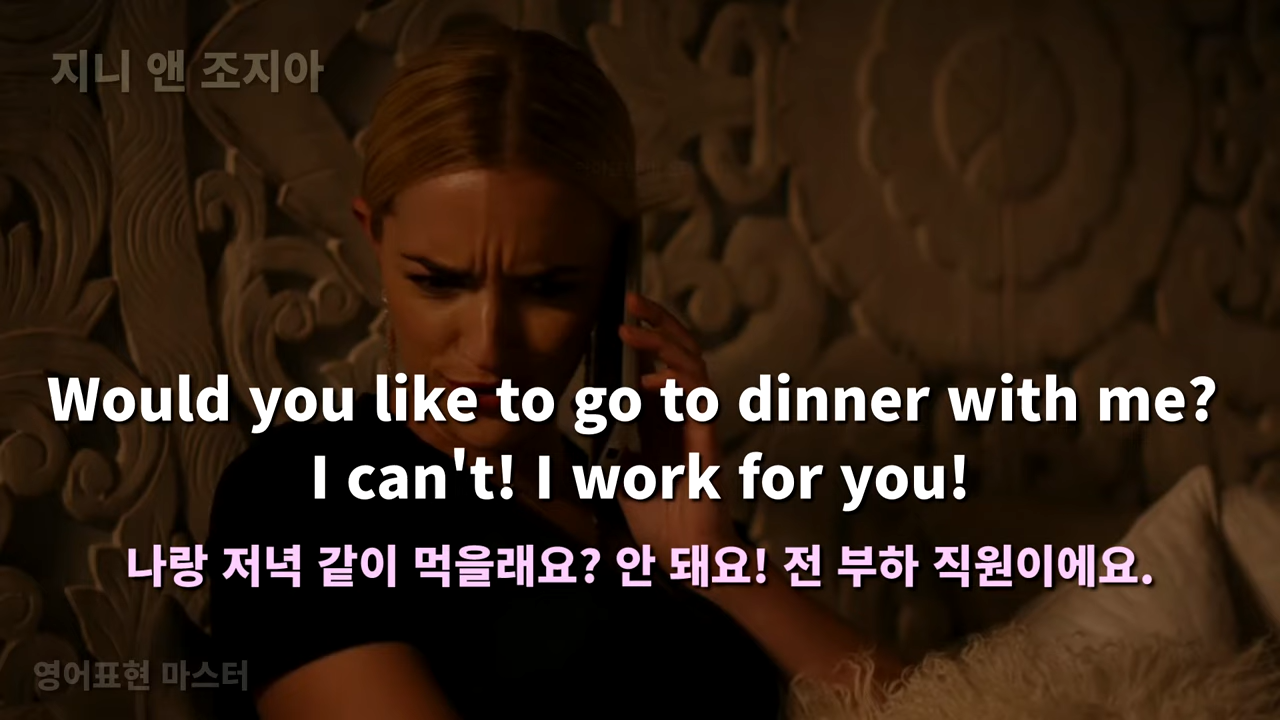 지니 앤 조지아
Would you like to go to dinner with me?
I can't! I work for you!
나랑 저녁 같이 먹을래요? 안 돼요! 전 부하 직원이에요.
영어표현 마스터